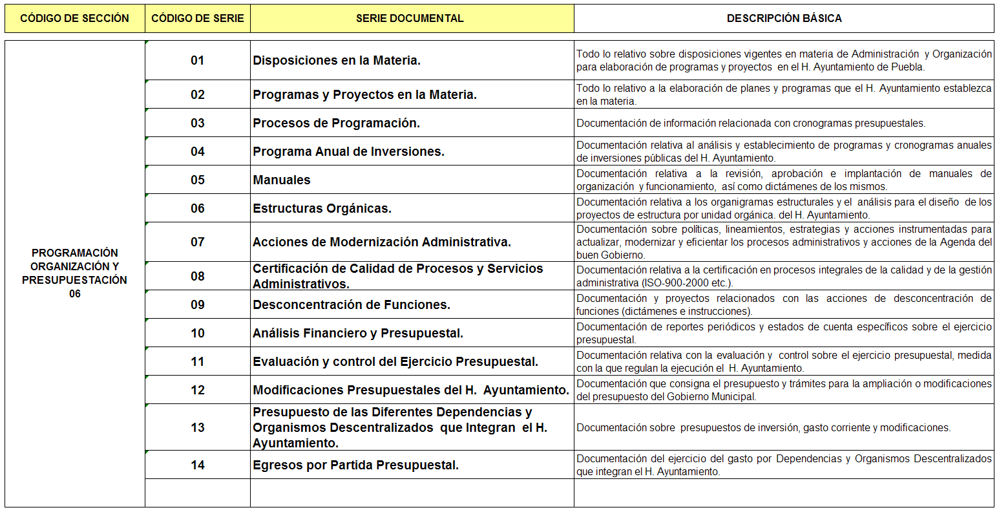 CÓDIGO DE SECCIÓN
CÓDIGO DE SERIE
SERIE DOCUMENTAL
DESCRIPCIÓN BÁSICA
PROGRAMACIÓN
ORGANIZACIÓN Y
PRESUPUESTACIÓN
06
01
Disposiciones en la Materia.
Todo lo relativo sobre disposiciones vigentes en materia de Administración y Organización
para elaboración de programas y proyectos en el H. Ayuntamiento de Puebla.
02
Programas y Proyectos en la Materia.
Todo lo relativo a la elaboración de planes y programas que el H. Ayuntamiento establezca
en la materia.
03
Procesos de Programación.
Documentación de información relacionada con cronogramas presupuestales.
04
Programa Anual de Inversiones.
Documentación relativa al análisis y establecimiento de programas y cronogramas anuales
de inversiones públicas del H. Ayuntamiento.
05
Manuales
Documentación relativa a la revisión, aprobación e implantación de manuales de
organización y funcionamiento, así como dictámenes de los mismos.
06
Estructuras Orgánicas.
Documentación relativa a los organigramas estructurales y el análisis para el diseño de los
proyectos de estructura por unidad orgánica. del H. Ayuntamiento.
07
Acciones de Modernización Administrativa.
Documentación sobre políticas, lineamientos, estrategias y acciones instrumentadas para
actualizar, modernizar y eficientar los procesos administrativos y acciones de la Agenda del
buen Gobierno.
08
Certificación de Calidad de Procesos y Servicios
Administrativos.
Documentación relativa a la certificación en procesos integrales de la calidad y de la gestión
administrativa (ISO-900-2000 etc.).
09
Desconcentración de Funciones.
Documentación y proyectos relacionados con las acciones de desconcentración de
funciones (dictámenes e instrucciones).
10
Análisis Financiero y Presupuestal.
Documentación de reportes periódicos y estados de cuenta específicos sobre el ejercicio
presupuestal.
11
Evaluación y control del Ejercicio Presupuestal.
Documentación relativa con la evaluación y control sobre el ejercicio presupuestal, medida
con la que regulan la ejecución el H. Ayuntamiento.
12
Modificaciones Presupuestales del H. Ayuntamiento.
Documentación que consigna el presupuesto y trámites para la ampliación o modificaciones
del presupuesto del Gobierno Municipal.
13
Presupuesto de las Diferentes Dependencias y
Organismos Descentralizados que Integran el H.
Ayuntamiento.
Documentación sobre presupuestos de inversión, gasto corriente y modificaciones.
14
Egresos por Partida Presupuestal.
Documentación del ejercicio del gasto por Dependencias y Organismos Descentralizados
que integran el H. Ayuntamiento.